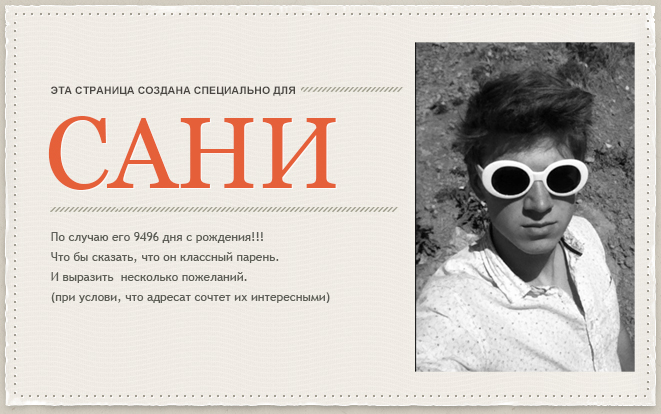 ЭТА СТРАНИЦА СОЗДАНА СПЕЦИАЛЬНО ДЛЯ
САНИ
По случаю его 9496 дня с рождения!!!
Что бы сказать, что он классный парень.
И выразить несколько пожеланий.
(при услови, что адресат сочтет их интересными)